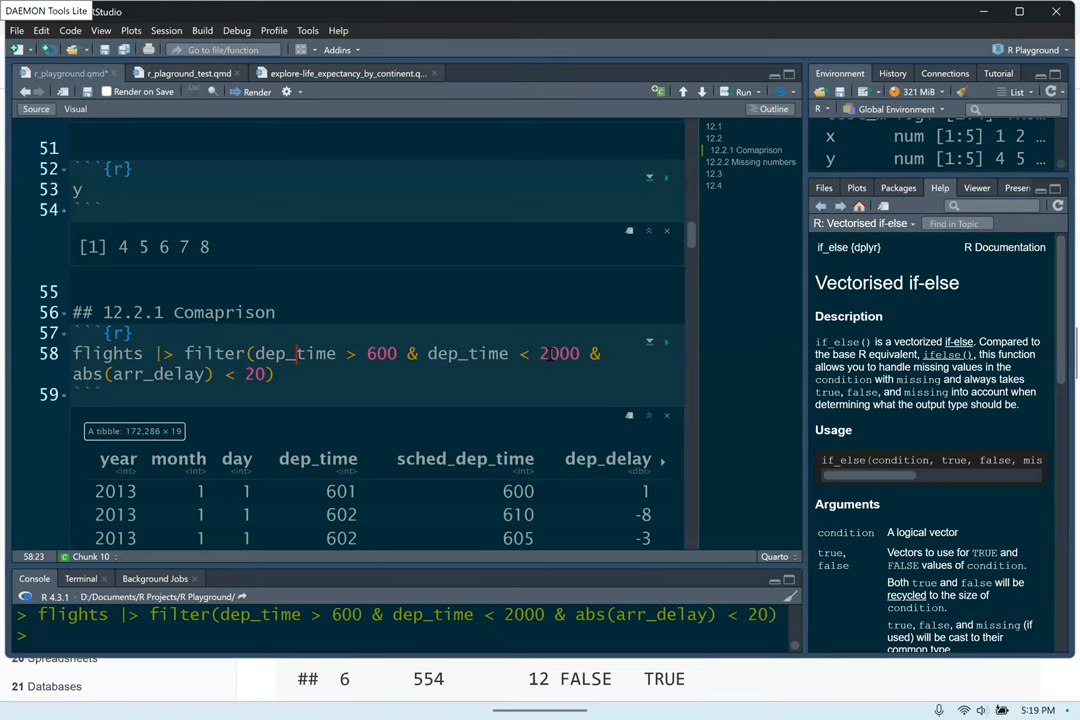 DAEMON Tools Lite
RStudio
File Edit Code View Plots Session Build Debug Profile Tools Help
Go to file/function Addins R Playground
r_playground.qmd* r_plaground_test.qmd explore-life_expectancy_by_continent.q...
Render on Save Render Run
Source Visual Outline
51
52 ```{r}
53 y
54 ```
[1] 4 5 6 7 8
55
56 ## 12.2.1 Comaprison
57 ```{r}
58 flights |> filter(dep_time > 600 & dep_time < 2000 &
abs(arr_delay) < 20)
59 ```
A tibble: 172,286 × 19
year month day dep_time sched_dep_time dep_delay
<int> <int> <int> <int> <int> <dbl>
2013 1 1 601 600 1
2013 1 1 602 610 -8
2013 1 1 602 605 -3
58:23 Chunk 10 Quarto
12.1
12.2
12.2.1 Comaprison
12.2.2 Missing numbers
12.3
12.4
Console Terminal Background Jobs
R 4.3.1 · D:/Documents/R Projects/R Playground/
> flights |> filter(dep_time > 600 & dep_time < 2000 & abs(arr_delay) < 20)
>
Environment History Connections Tutorial
321 MiB List
R Global Environment
x num [1:5] 1 2 …
y num [1:5] 4 5 …
Files Plots Packages Help Viewer Presen
R: Vectorised if-else Find in Topic
if_else {dplyr} R Documentation
Vectorised if-else
Description
if_else() is a vectorized if-else. Compared to
the base R equivalent, ifelse(), this function
allows you to handle missing values in the
condition with missing and always takes
true, false, and missing into account when
determining what the output type should be.
Usage
if_else(condition, true, false, mis
Arguments
condition A logical vector
true,
false
Vectors to use for TRUE and
FALSE values of condition.
Both true and false will be
recycled to the size of
condition.
true, false, and missing (if
used) will be cast to their
common type.
20 Spreadsheets
21 Databases
## 6 554 12 FALSE TRUE
5:19 PM